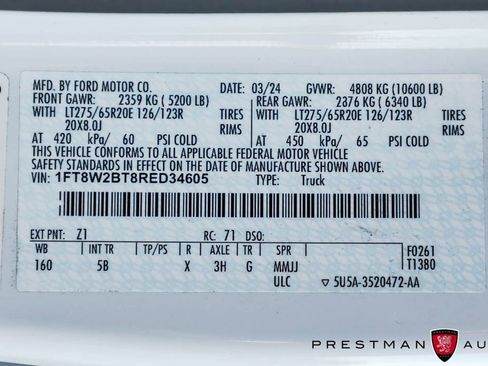 MFD. BY FORD MOTOR CO. DATE: 03/24 GVWR: 4808 KG (10600 LB)
FRONT GAWR: 2359 KG ( 5200 LB) REAR GAWR: 2376 KG ( 6340 LB)
WITH LT275/65R20E 126/123R TIRES WITH LT275/65R20E 126/123R TIRES
20X8.0J RIMS 20X8.0J RIMS
AT 420 kPa/ 60 PSI COLD AT 450 kPa/ 65 PSI COLD
THIS VEHICLE CONFORMS TO ALL APPLICABLE FEDERAL MOTOR VEHICLE
SAFETY STANDARDS IN EFFECT ON THE DATE OF MANUFACTURE SHOWN ABOVE.
VIN: 1FT8W2BT8RED34605 TYPE: Truck
EXT PNT: Z1 RC: 71 DSO:
WB INT TR TP/PS R AXLE TR SPR F0261
160 5B X 3H G MMJJ T1380
ULC ▽ 5U5A-3520472-AA
PRESTMAN AU